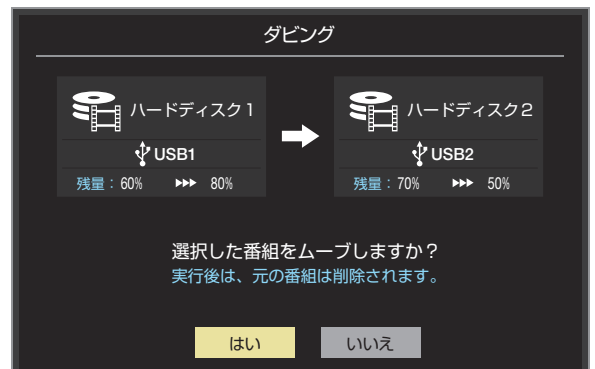 ダビング
ハードディスク1
USB1
残量：60% ▶▶▶ 80%
ハードディスク2
USB2
残量：70% ▶▶▶ 50%
選択した番組をムーブしますか？
実行後は、元の番組は削除されます。
はい
いいえ